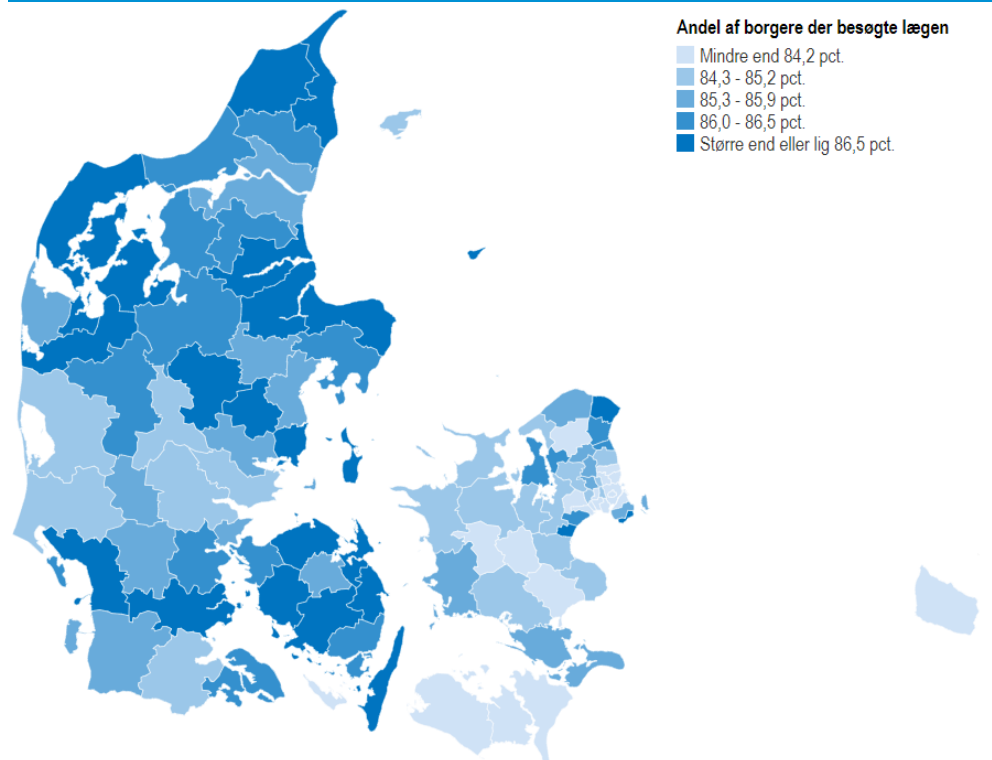 Andel af borgere der besøgte lægen
Mindre end 84,2 pct.
84,3 - 85,2 pct.
85,3 - 85,9 pct.
86,0 - 86,5 pct.
Større end eller lig 86,5 pct.